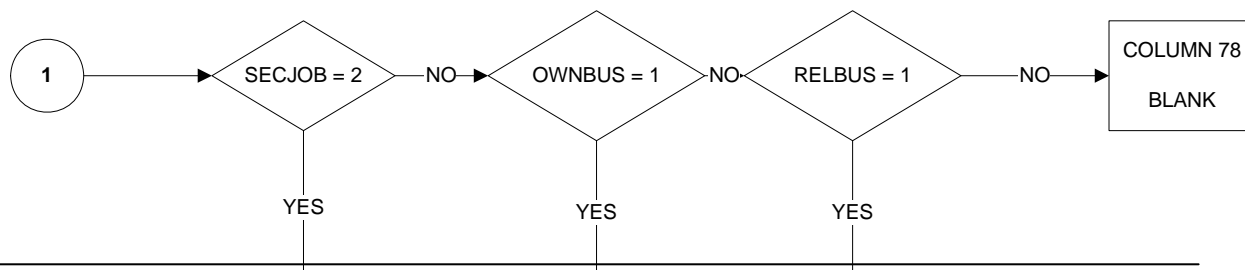 1
SECJOB = 2
NO
OWNBUS = 1
NO
RELBUS = 1
NO
COLUMN 78
BLANK
YES
YES
YES